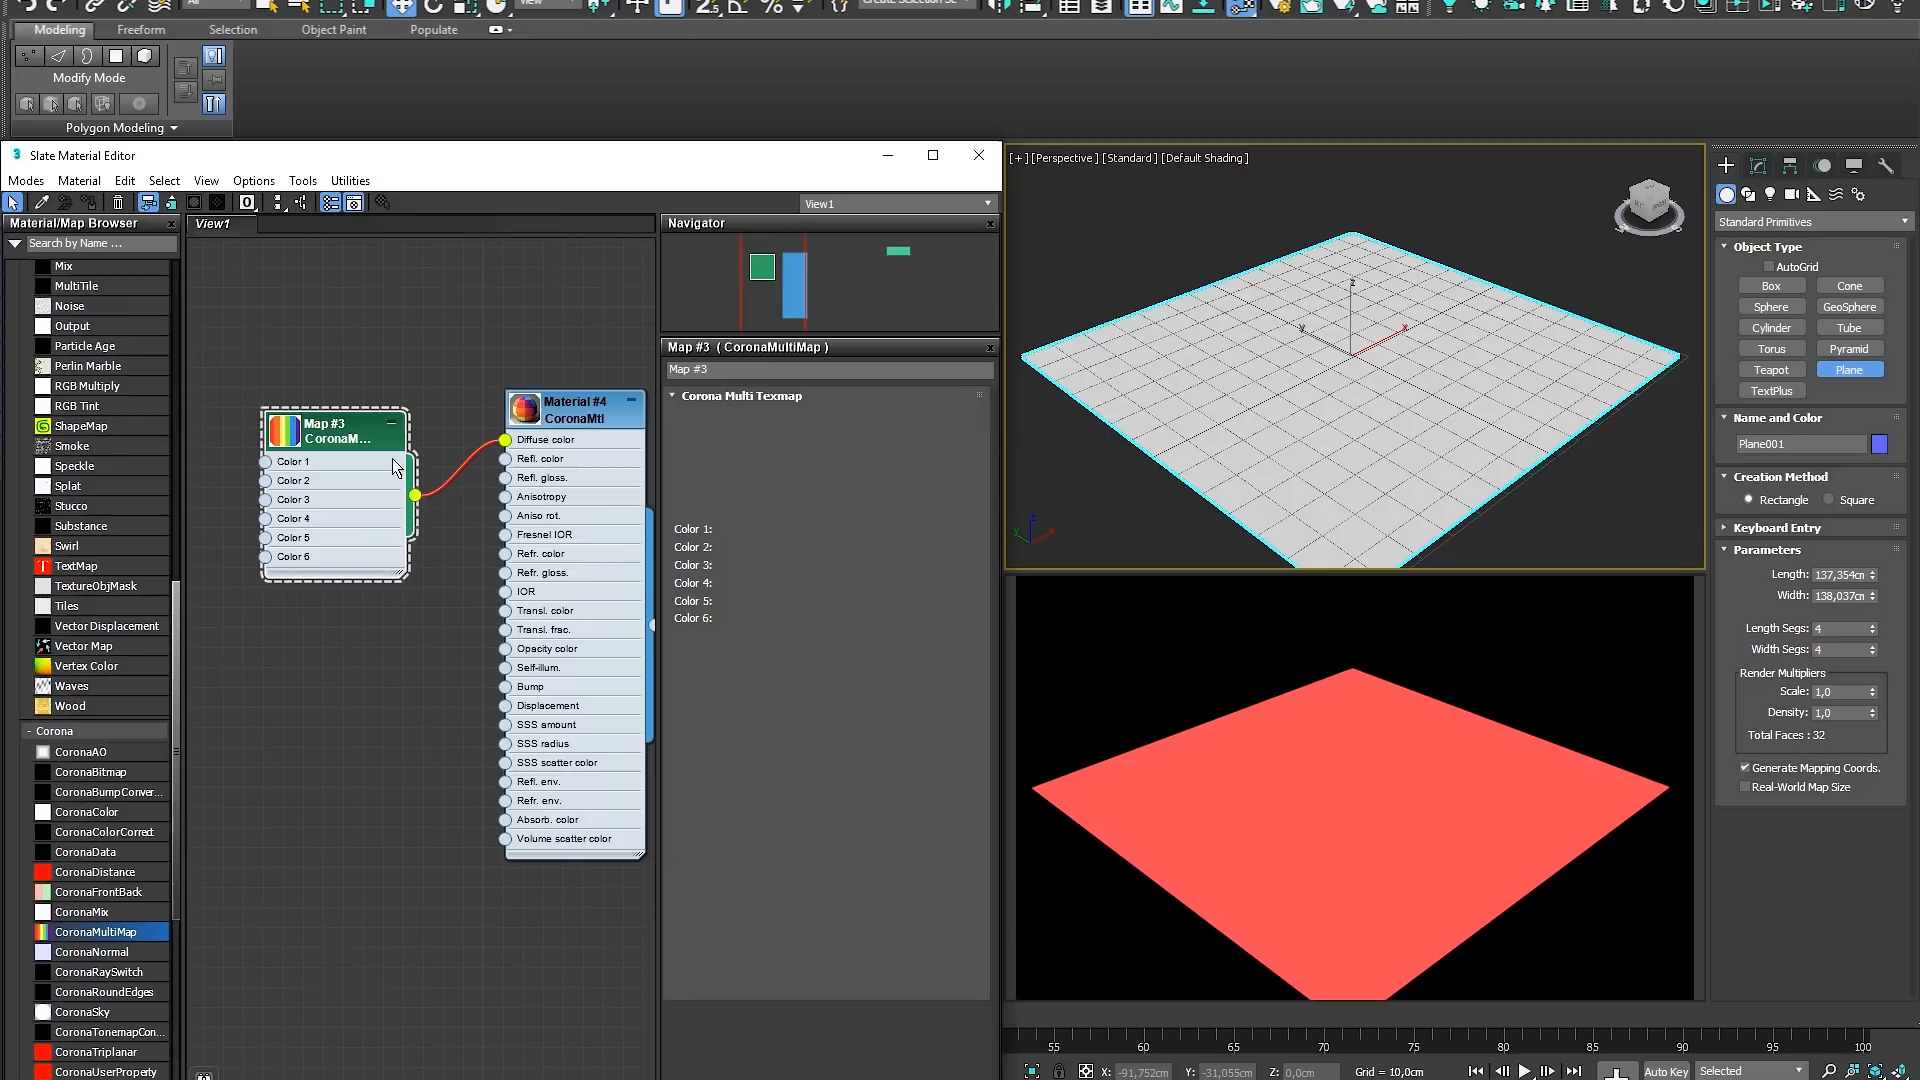 View
Create Selection Se
Modeling
Freeform
Selection
Object Paint
Populate
Modify Mode
Polygon Modeling
3 Slate Material Editor
Modes Material Edit Select View Options Tools Utilities
View1
Material/Map Browser
Search by Name ...
Mix
MultiTile
Noise
Output
Particle Age
Perlin Marble
RGB Multiply
RGB Tint
ShapeMap
Smoke
Speckle
Splat
Stucco
Substance
Swirl
TextMap
TextureObjMask
Tiles
Vector Displacement
Vector Map
Vertex Color
Waves
Wood
- Corona
CoronaAO
CoronaBitmap
CoronaBumpConver...
CoronaColor
CoronaColorCorrect
CoronaData
CoronaDistance
CoronaFrontBack
CoronaMix
CoronaMultiMap
CoronaNormal
CoronaRaySwitch
CoronaRoundEdges
CoronaSky
CoronaTonemapCon...
CoronaTriplanar
CoronaUserProperty
View1
Map #3
CoronaM...
Color 1
Color 2
Color 3
Color 4
Color 5
Color 6
Material #4
CoronaMtl
Diffuse color
Refl. color
Refl. gloss.
Anisotropy
Aniso rot.
Fresnel IOR
Refr. color
Refr. gloss.
IOR
Transl. color
Transl. frac.
Opacity color
Self-illum.
Bump
Displacement
SSS amount
SSS radius
SSS scatter color
Refl. env.
Refr. env.
Absorb. color
Volume scatter color
Navigator
Map #3 ( CoronaMultiMap )
Map #3
Corona Multi Texmap
Color 1:
Color 2:
Color 3:
Color 4:
Color 5:
Color 6:
[+] [Perspective ] [Standard ] [Default Shading ]
z
y
x
Standard Primitives
Object Type
AutoGrid
Box Cone
Sphere GeoSphere
Cylinder Tube
Torus Pyramid
Teapot Plane
TextPlus
Name and Color
Plane001
Creation Method
Rectangle Square
Keyboard Entry
Parameters
Length: 137,354cm
Width: 138,037cm
Length Segs: 4
Width Segs: 4
Render Multipliers
Scale: 1,0
Density: 1,0
Total Faces : 32
Generate Mapping Coords.
Real-World Map Size
55 60 65 70 75 80 85 90 95 100
X: -91,752cm Y: -31,055cm Z: 0,0cm Grid = 10,0cm Auto Key Selected